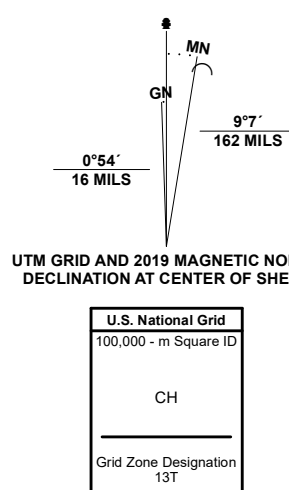 MN
GN
9°7´
162 MILS
0°54´
16 MILS
UTM GRID AND 2019 MAGNETIC NO
DECLINATION AT CENTER OF SHE
U.S. National Grid
100,000 - m Square ID
CH
Grid Zone Designation
13T